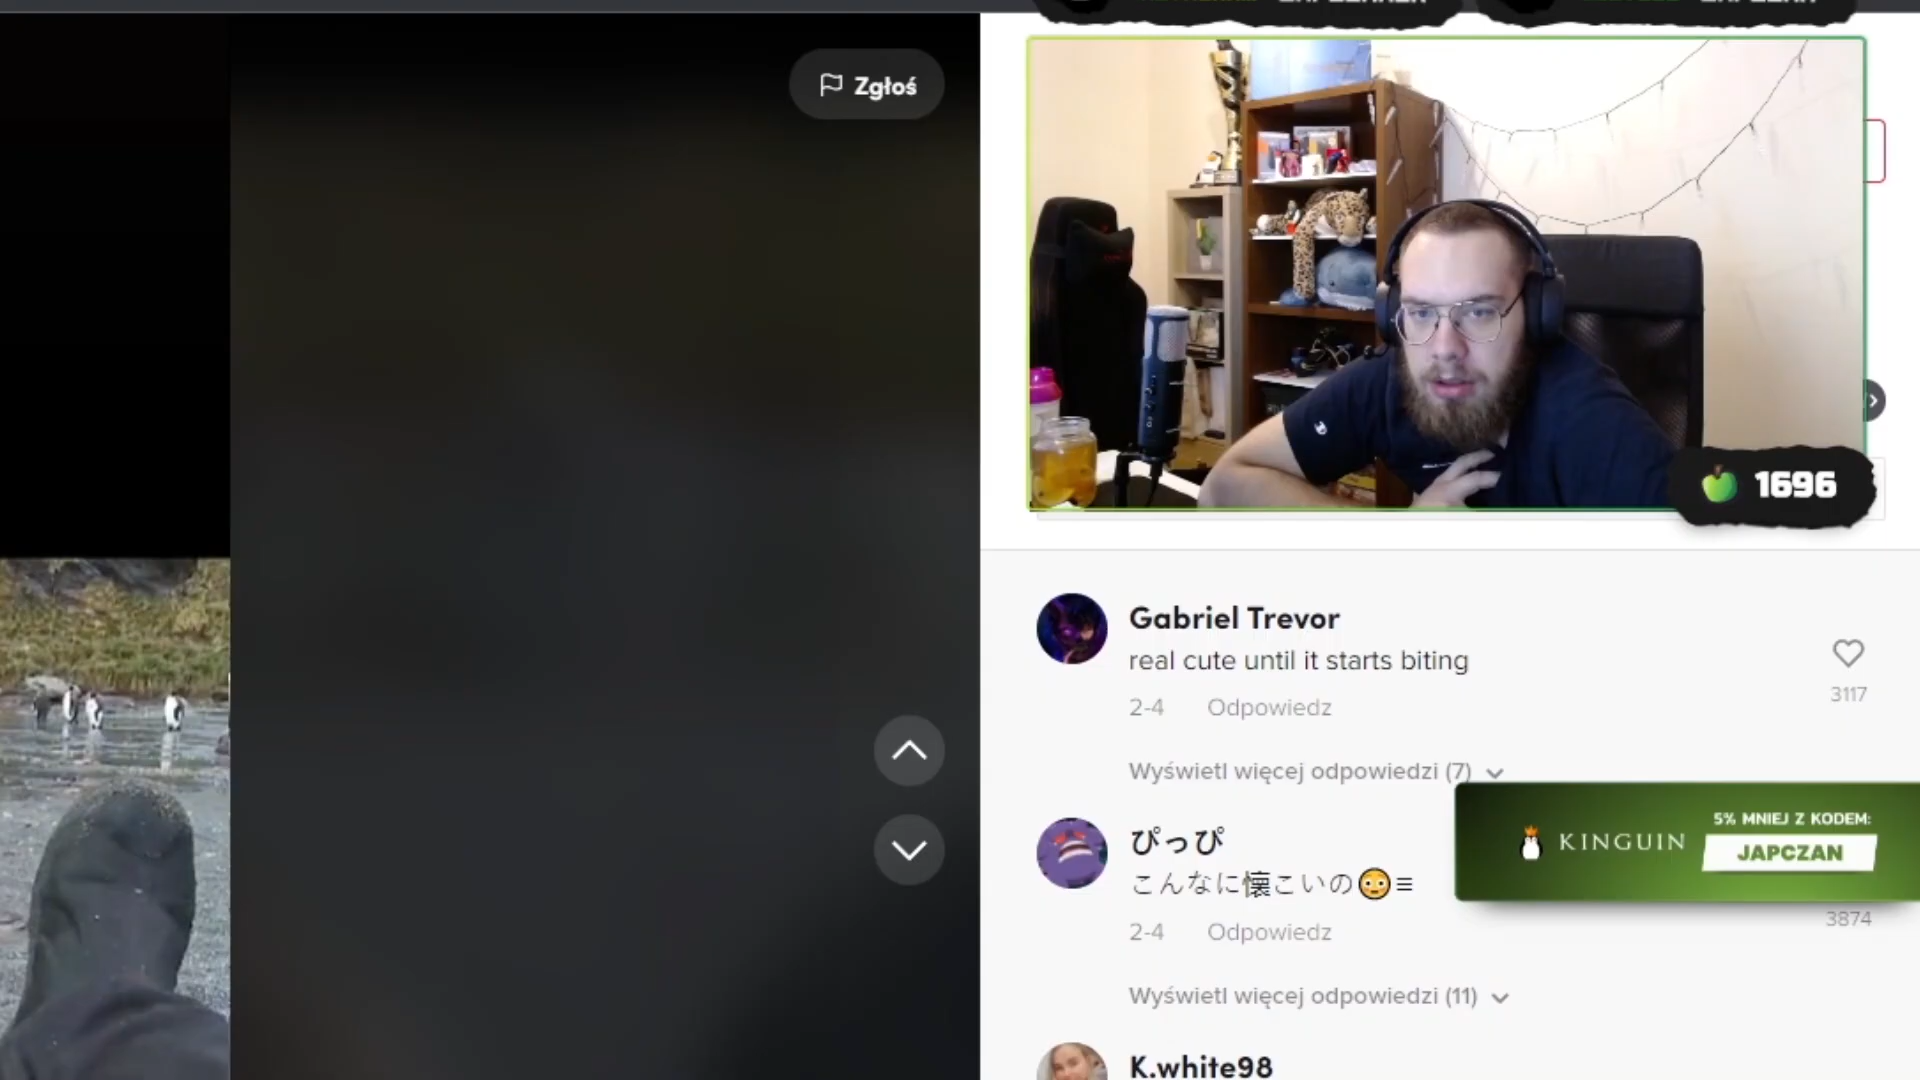 Zgłoś
1696
Gabriel Trevor
real cute until it starts biting
3117
2-4 Odpowiedz
Wyświetl więcej odpowiedzi (7)
5% MNIEJ Z KODEM:
KINGUIN
JAPCZAN
ぴっぴ
こんなに懐こいの😳≡
3874
2-4 Odpowiedz
Wyświetl więcej odpowiedzi (11)
K.white98